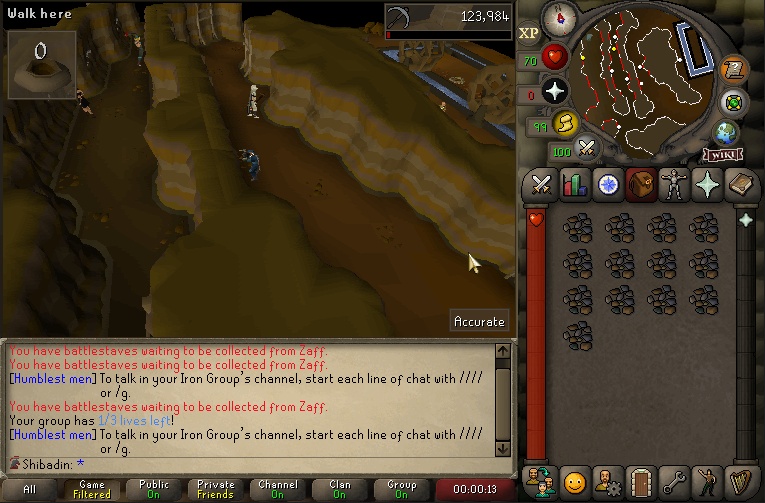 Walk here
123,984
0
XP
70
0
99
100
WIKI
Accurate
You have battlestaves waiting to be collected from Zaff.
You have battlestaves waiting to be collected from Zaff.
[Humblest men] To talk in your Iron Group's channel, start each line of chat with ////
or /g.
You have battlestaves waiting to be collected from Zaff.
Your group has 1/3 lives left!
[Humblest men] To talk in your Iron Group's channel, start each line of chat with ////
or /g.
Shibadin: *
All
Game
Filtered
Public
On
Private
Friends
Channel
On
Clan
On
Group
On
00:00:13